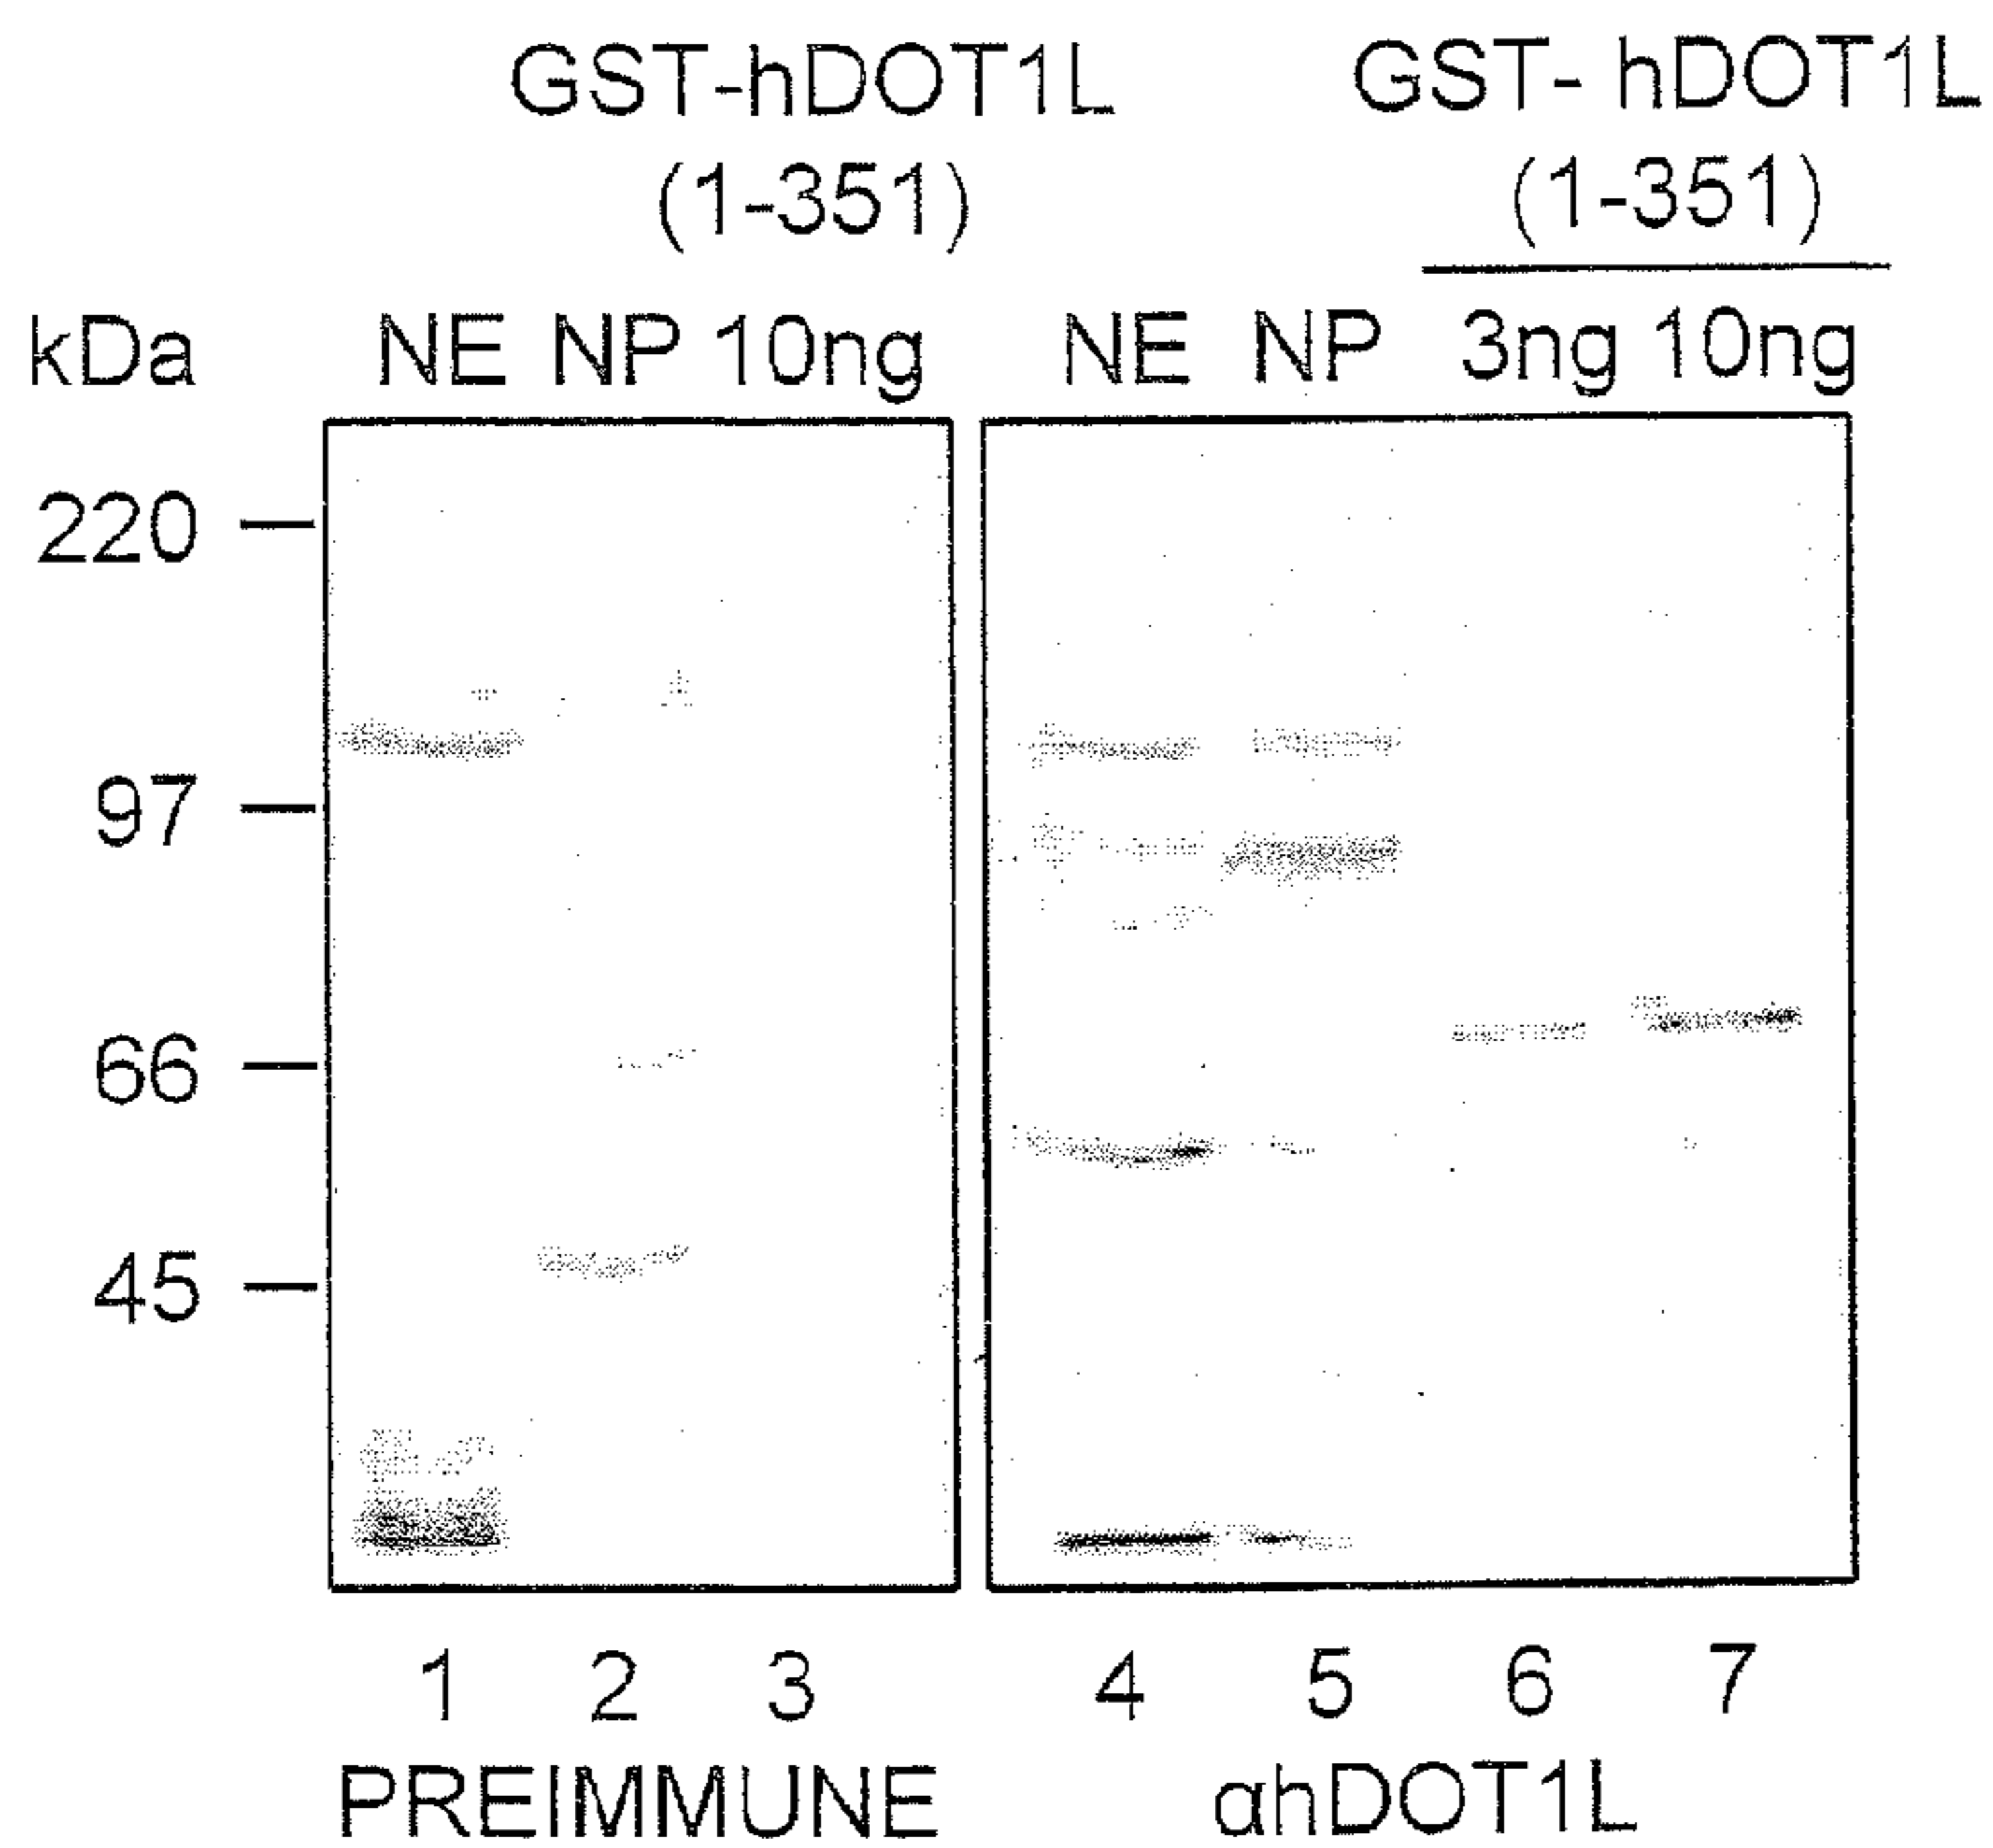 GST-hDOT1L GST- hDOT1L
(1-351) (1-351)
kDa NE NP 10ng NE NP 3ng 10ng
220
97
66
45
1 2 3 4 5 6 7
PREIMMUNE αhDOT1L